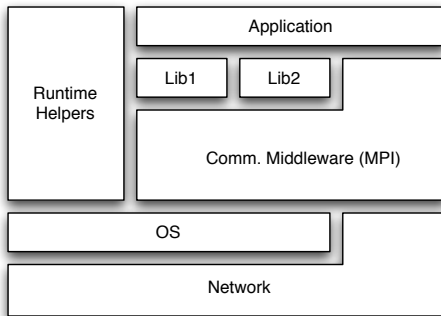 Application
Lib1
Lib2
Runtime
Helpers
Comm. Middleware (MPI)
OS
Network